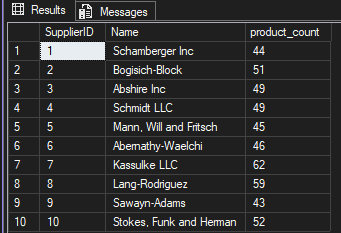 Results Messages
SupplierID Name product_count
1 1 Schamberger Inc 44
2 2 Bogisich-Block 51
3 3 Abshire Inc 49
4 4 Schmidt LLC 49
5 5 Mann, Will and Fritsch 45
6 6 Abernathy-Waelchi 46
7 7 Kassulke LLC 62
8 8 Lang-Rodriguez 59
9 9 Sawayn-Adams 43
10 10 Stokes, Funk and Herman 52